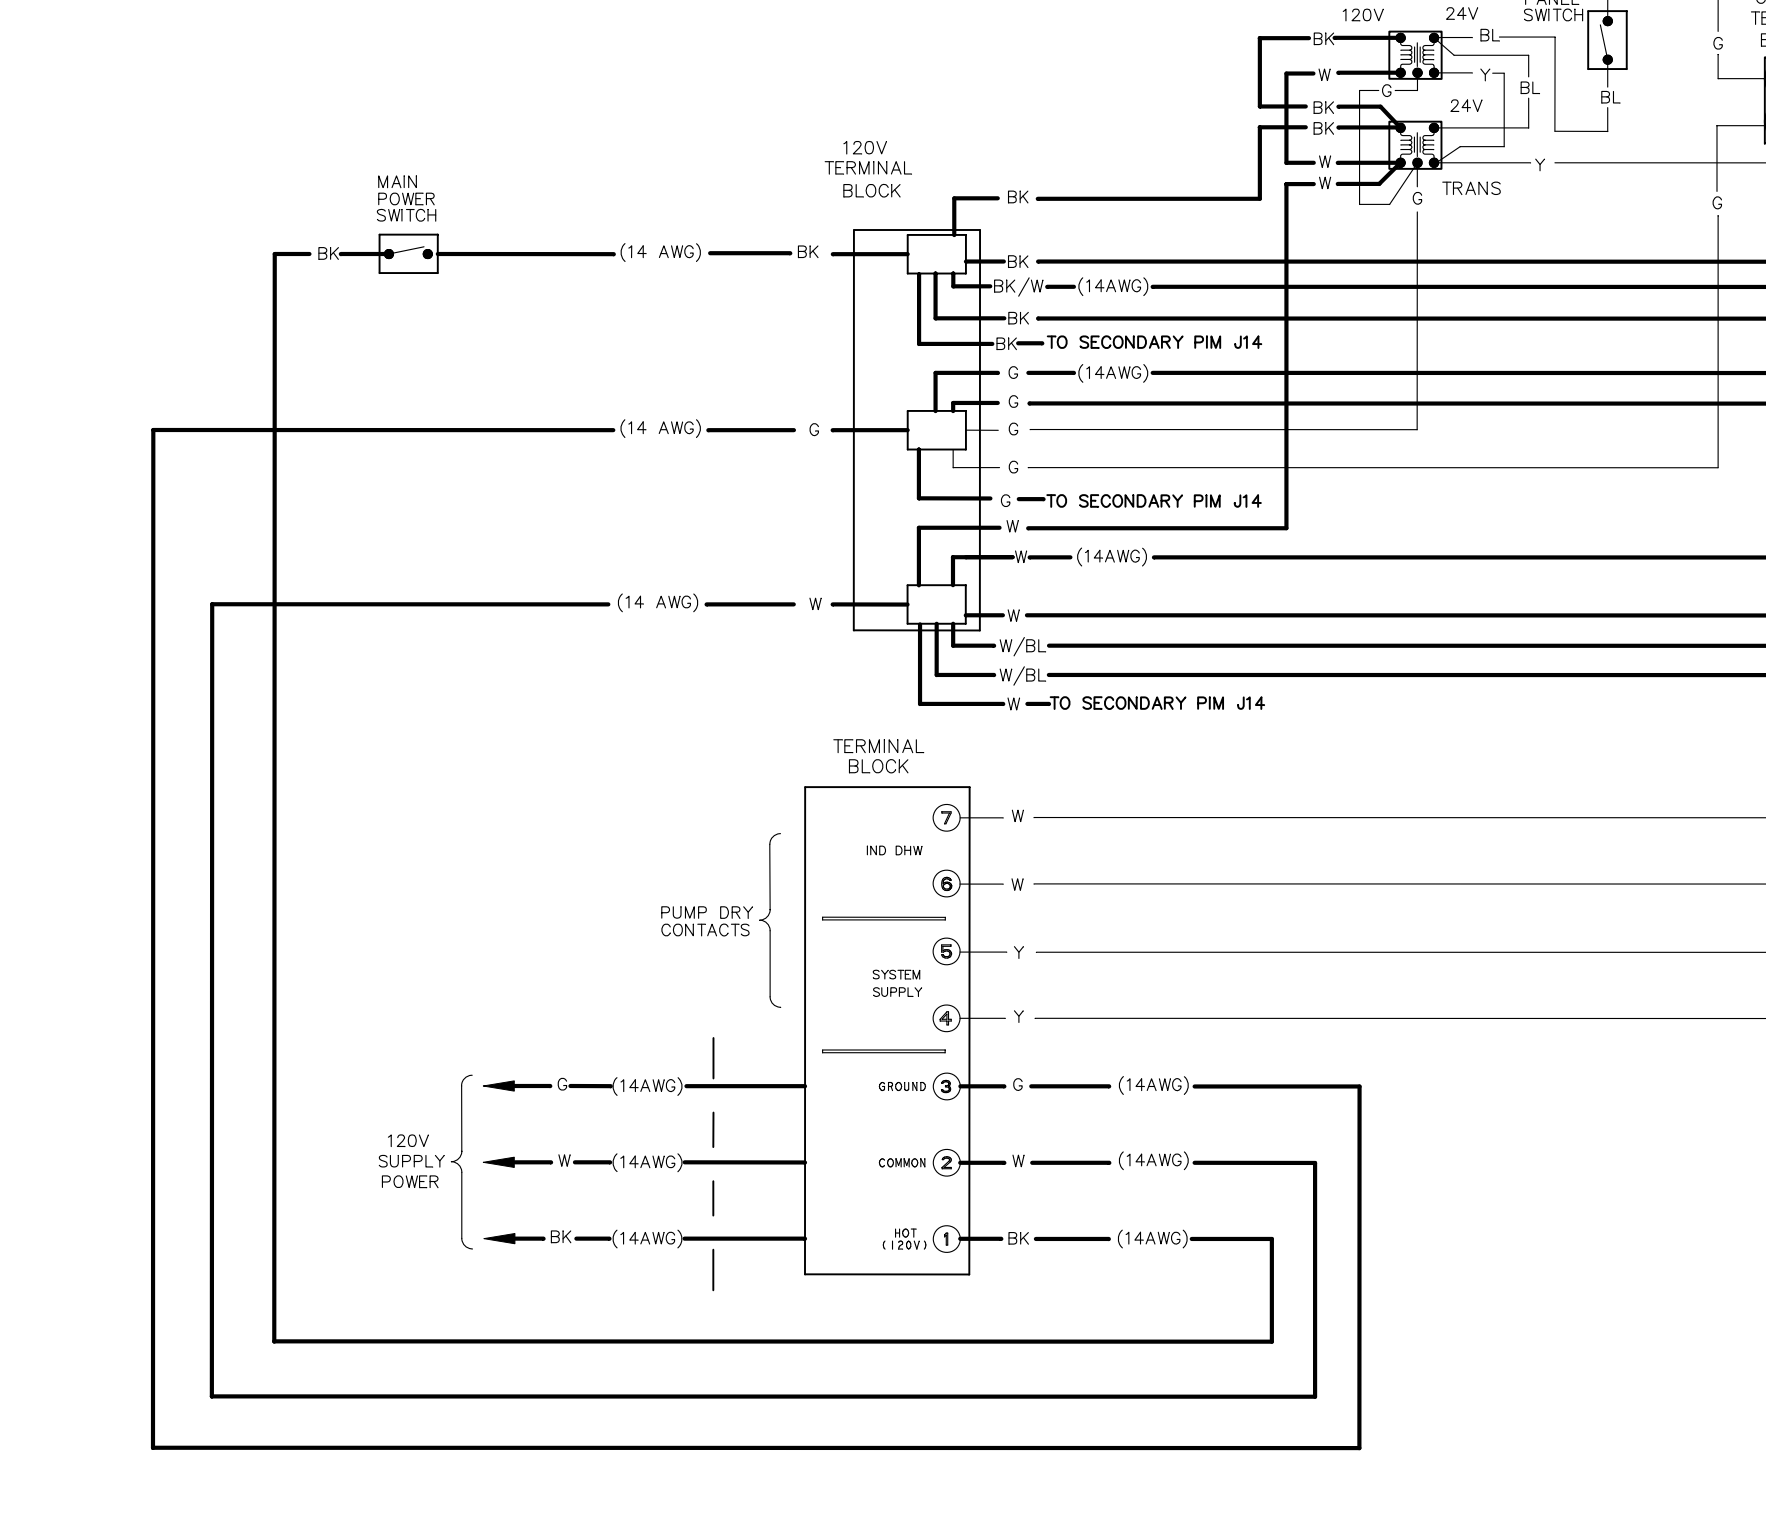 120V
24V
PANEL
SWITCH
BK
BL
G
W
Y
G
BL
BL
BK
24V
BK
120V
TERMINAL
BLOCK
W
Y
MAIN
POWER
SWITCH
W
TRANS
BK
G
G
BK
(14 AWG)
BK
BK
BK/W
(14AWG)
BK
BK
TO SECONDARY PIM J14
G
(14AWG)
G
(14 AWG)
G
G
G
G
TO SECONDARY PIM J14
W
W
(14AWG)
(14 AWG)
W
W
W/BL
W/BL
W
TO SECONDARY PIM J14
TERMINAL
BLOCK
7
W
IND DHW
6
W
PUMP DRY
CONTACTS
5
Y
SYSTEM
SUPPLY
4
Y
G
(14AWG)
GROUND
3
G
(14AWG)
120V
SUPPLY
POWER
W
(14AWG)
COMMON
2
W
(14AWG)
BK
(14AWG)
HOT
(120V)
1
BK
(14AWG)